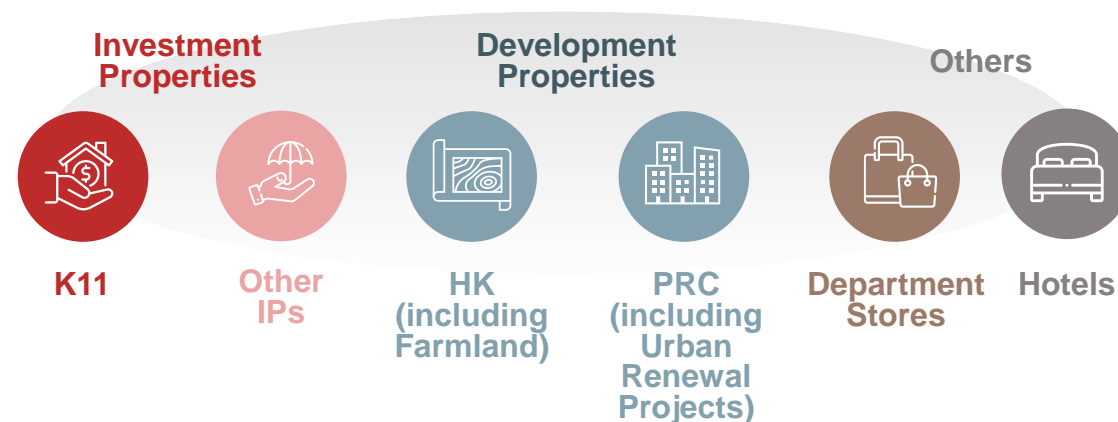 Investment
Properties
Development
Properties
Others
$
K11
Other
IPs
HK
(including
Farmland)
PRC
(including
Urban
Renewal
Projects)
Department
Stores
Hotels